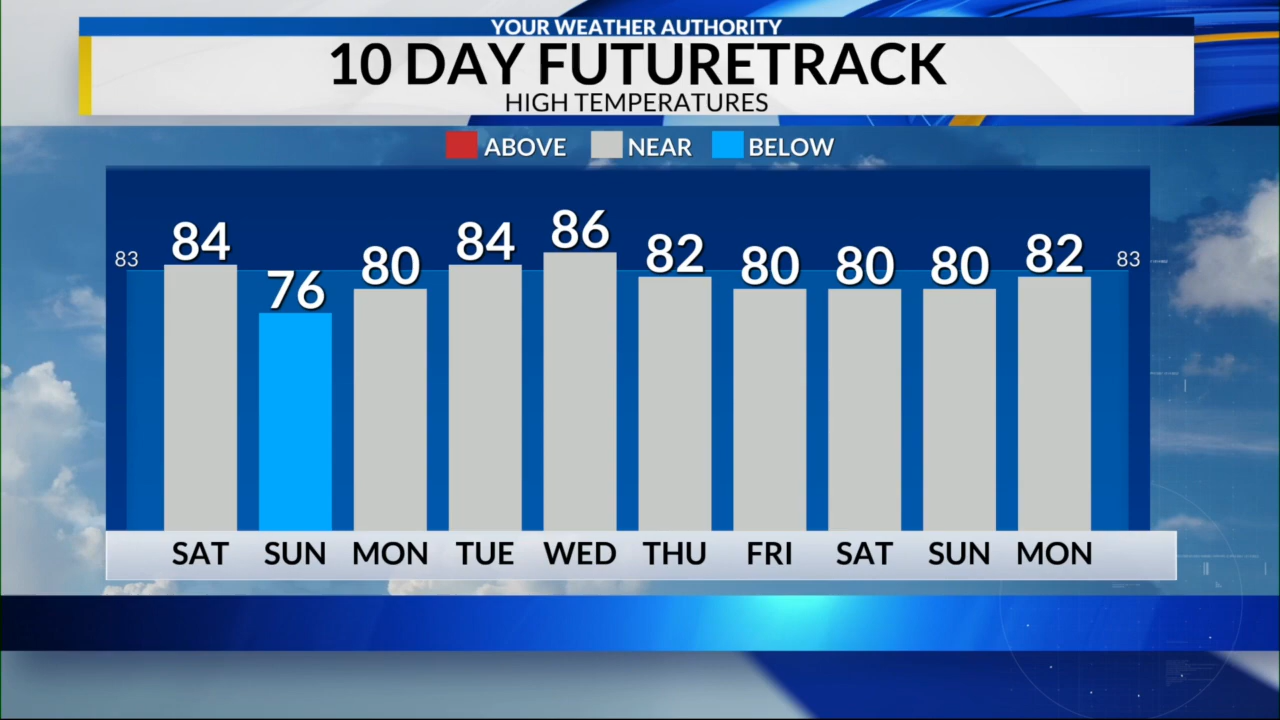 YOUR WEATHER AUTHORITY
10 DAY FUTURETRACK
HIGH TEMPERATURES
ABOVE NEAR BELOW
83 84 76 80 84 86 82 80 80 80 82 83
SAT SUN MON TUE WED THU FRI SAT SUN MON